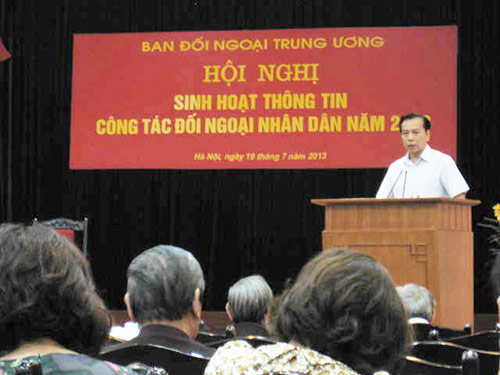 BAN ĐỐI NGOẠI TRUNG ƯƠNG
HỘI NGHỊ
SINH HOẠT THÔNG TIN
CÔNG TÁC ĐỐI NGOẠI NHÂN DÂN NĂM 2
Hà Nội, ngày 19 tháng 7 năm 2013